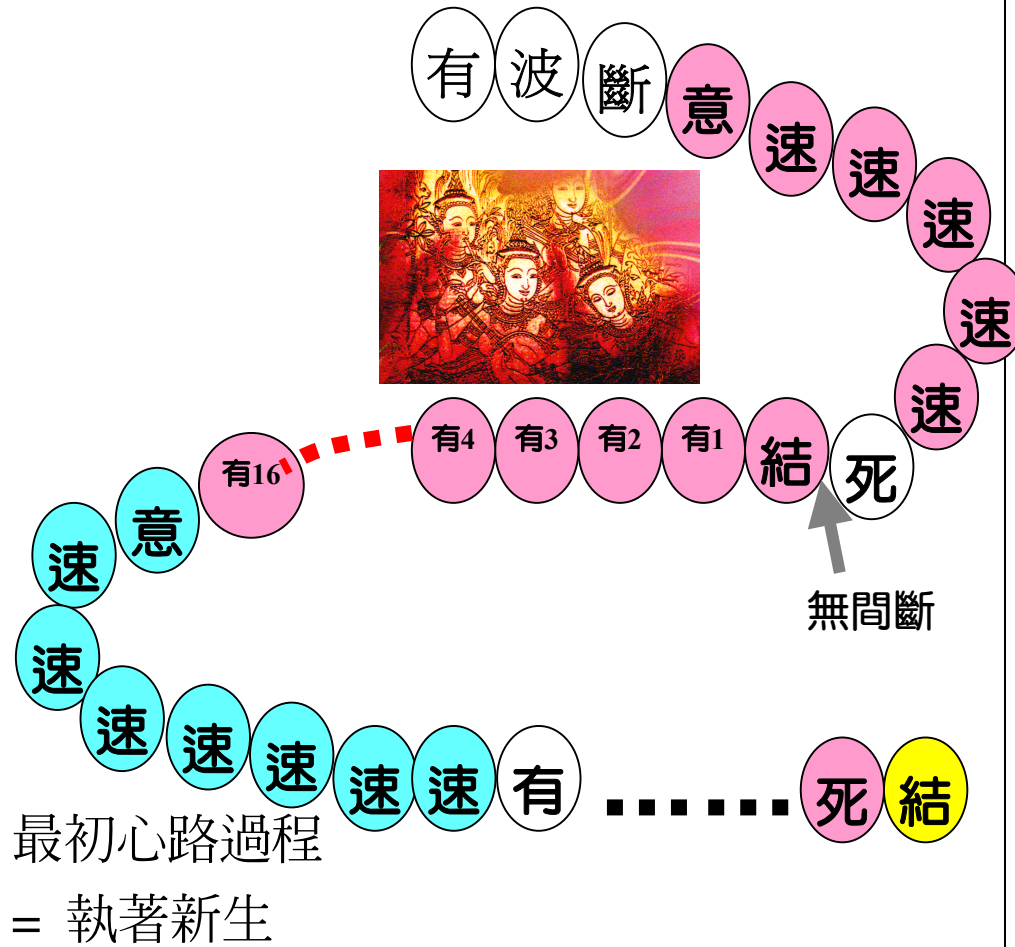 有波斷意速速速速速
有16 有4 有3 有2 有1 結 死
無間斷
意速速速速速速速有 ...... 死結
最初心路過程
= 執著新生